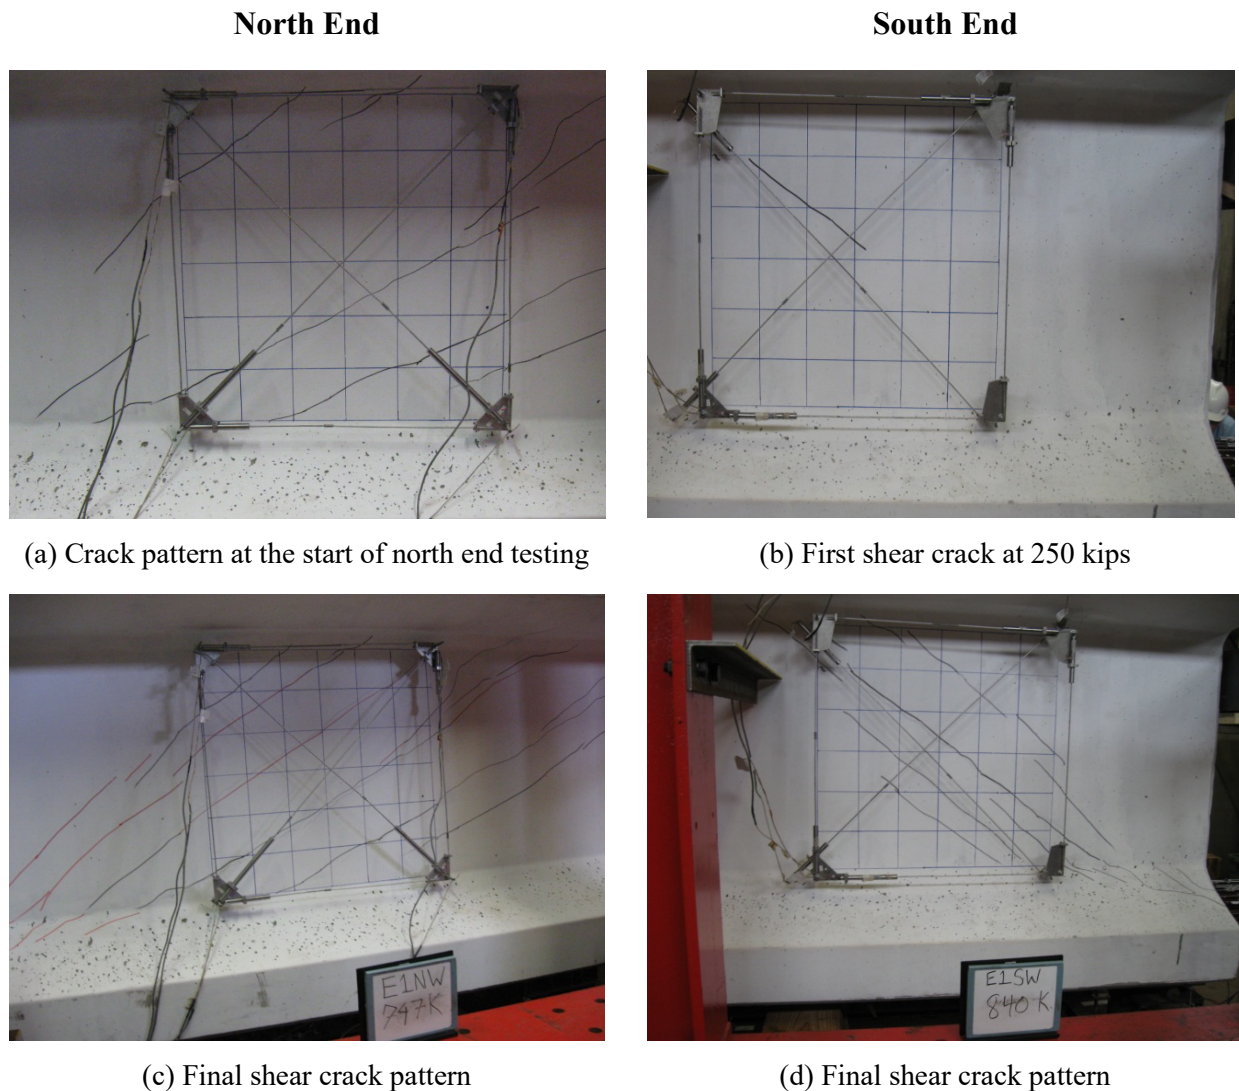 North End
South End
(a) Crack pattern at the start of north end testing
(b) First shear crack at 250 kips
E1NW
747K
E1SW
840 K
(c) Final shear crack pattern
(d) Final shear crack pattern